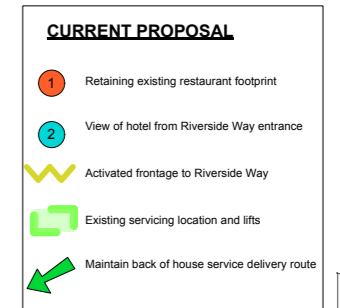 CURRENT PROPOSAL
1 Retaining existing restaurant footprint
2 View of hotel from Riverside Way entrance
Activated frontage to Riverside Way
Existing servicing location and lifts
Maintain back of house service delivery route